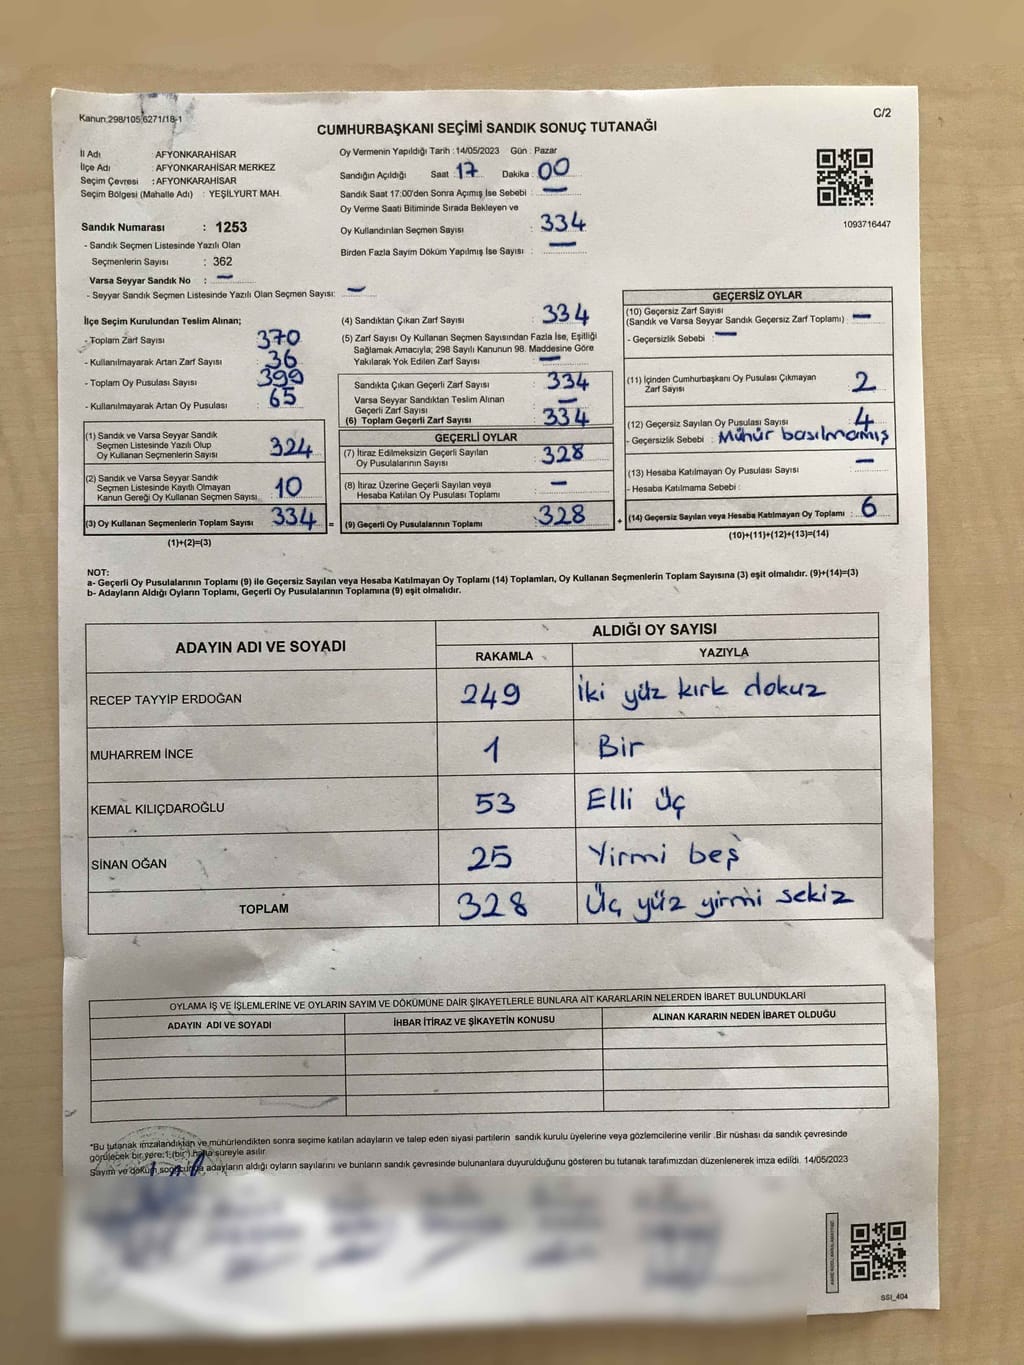 Kanun:298/105,6271/18-1
C/2
CUMHURBAŞKANI SEÇİMİ SANDIK SONUÇ TUTANAĞI
İl Adı : AFYONKARAHİSAR
İlçe Adı : AFYONKARAHİSAR MERKEZ
Seçim Çevresi : AFYONKARAHİSAR
Seçim Bölgesi (Mahalle Adı) : YEŞİLYURT MAH.
Oy Vermenin Yapıldığı Tarih :14/05/2023 Gün : Pazar
Sandığın Açıldığı Saat : 17 Dakika : 00
Sandık Saat 17:00'den Sonra Açımış İse Sebebi : —
Oy Verme Saati Bitiminde Sırada Bekleyen ve
Oy Kullandırılan Seçmen Sayısı : 334
Birden Fazla Sayım Döküm Yapılmış İse Sayısı : —
1093716447
Sandık Numarası : 1253
- Sandık Seçmen Listesinde Yazılı Olan
Seçmenlerin Sayısı : 362
Varsa Seyyar Sandık No : —
- Seyyar Sandık Seçmen Listesinde Yazılı Olan Seçmen Sayısı: —
İlçe Seçim Kurulundan Teslim Alınan;
- Toplam Zarf Sayısı : 370
- Kullanılmayarak Artan Zarf Sayısı : 36
- Toplam Oy Pusulası Sayısı : 399
- Kullanılmayarak Artan Oy Pusulası : 65
(1) Sandık ve Varsa Seyyar Sandık
Seçmen Listesinde Yazılı Olup
Oy Kullanan Seçmenlerin Sayısı : 324
(2) Sandık ve Varsa Seyyar Sandık
Seçmen Listesinde Kayıtlı Olmayan
Kanun Gereği Oy Kullanan Seçmen Sayısı : 10
(3) Oy Kullanan Seçmenlerin Toplam Sayısı : 334 =
(1)+(2)=(3)
(4) Sandıktan Çıkan Zarf Sayısı : 334
(5) Zarf Sayısı Oy Kullanan Seçmen Sayısından Fazla İse, Eşitliği
Sağlamak Amacıyla; 298 Sayılı Kanunun 98. Maddesine Göre
Yakılarak Yok Edilen Zarf Sayısı : —
Sandıkta Çıkan Geçerli Zarf Sayısı : 334
Varsa Seyyar Sandıktan Teslim Alınan
Geçerli Zarf Sayısı : —
(6) Toplam Geçerli Zarf Sayısı : 334
GEÇERLİ OYLAR
(7) İtiraz Edilmeksizin Geçerli Sayılan
Oy Pusulalarının Sayısı : 328
(8) İtiraz Üzerine Geçerli Sayılan veya
Hesaba Katılan Oy Pusulası Toplamı : —
(9) Geçerli Oy Pusulalarının Toplamı : 328 +
GEÇERSİZ OYLAR
(10) Geçersiz Zarf Sayısı
(Sandık ve Varsa Seyyar Sandık Geçersiz Zarf Toplamı) : —
- Geçersizlik Sebebi : —
(11) İçinden Cumhurbaşkanı Oy Pusulası Çıkmayan
Zarf Sayısı : 2
(12) Geçersiz Sayılan Oy Pusulası Sayısı : 4
- Geçersizlik Sebebi : Mühür basılmamış
(13) Hesaba Katılmayan Oy Pusulası Sayısı : —
- Hesaba Katılmama Sebebi :
(14) Geçersiz Sayılan veya Hesaba Katılmayan Oy Toplamı : 6
(10)+(11)+(12)+(13)=(14)
NOT:
a- Geçerli Oy Pusulalarının Toplamı (9) ile Geçersiz Sayılan veya Hesaba Katılmayan Oy Toplamı (14) Toplamları, Oy Kullanan Seçmenlerin Toplam Sayısına (3) eşit olmalıdır. (9)+(14)=(3)
b- Adayların Aldığı Oyların Toplamı, Geçerli Oy Pusulalarının Toplamına (9) eşit olmalıdır.
ADAYIN ADI VE SOYADI
ALDIĞI OY SAYISI
RAKAMLA YAZIYLA
RECEP TAYYİP ERDOĞAN 249 İki yüz kırk dokuz
MUHARREM İNCE 1 Bir
KEMAL KILIÇDAROĞLU 53 Elli üç
SİNAN OĞAN 25 Yirmi beş
TOPLAM 328 Üç yüz yirmi sekiz
OYLAMA İŞ VE İŞLEMLERİNE VE OYLARIN SAYIM VE DÖKÜMÜNE DAİR ŞİKAYETLERLE BUNLARA AİT KARARLARIN NELERDEN İBARET BULUNDUKLARI
ADAYIN ADI VE SOYADI İHBAR İTİRAZ VE ŞİKAYETİN KONUSU ALINAN KARARIN NEDEN İBARET OLDUĞU
*Bu tutanak imzalandıktan ve mühürlendikten sonra seçime katılan adayların ve talep eden siyasi partilerin sandık kurulu üyelerine veya gözlemcilerine verilir .Bir nüshası da sandık çevresinde
görülecek bir yere 1 (bir ) hafta süreyle asılır.
Sayım ve döküm sonucunda adayların aldığı oyların sayılarını ve bunların sandık çevresinde bulunanlara duyurulduğunu gösteren bu tutanak tarafımızdan düzenlenerek imza edildi. 14/05/2023
SSI_404